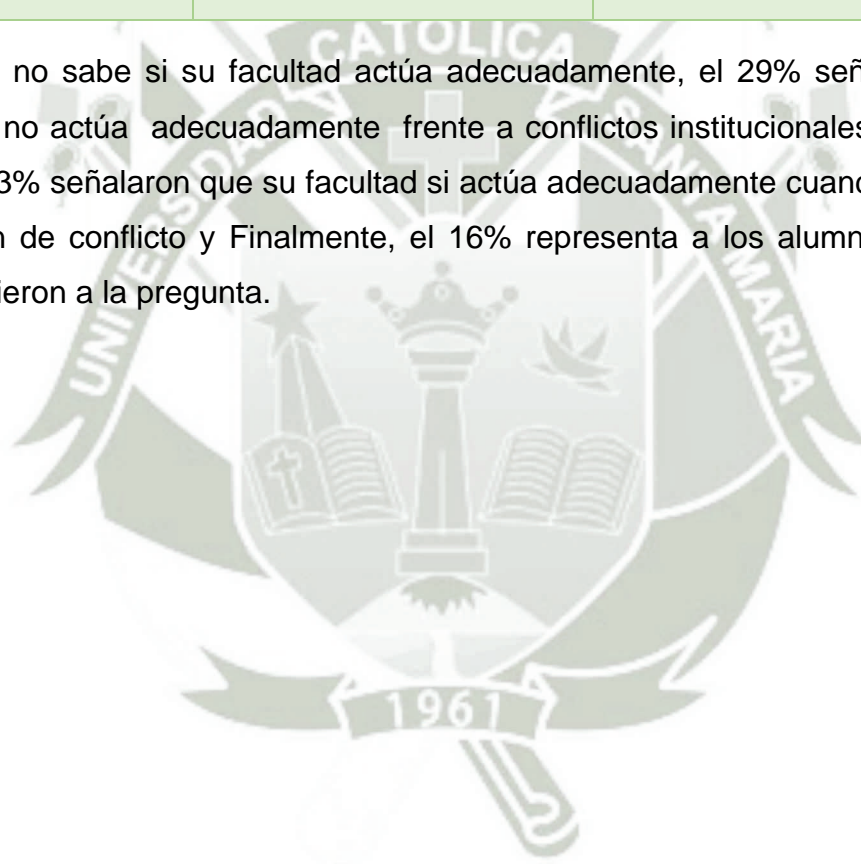 no sabe si su facultad actúa adecuadamente, el 29% señ
no actúa adecuadamente frente a conflictos institucionales
3% señalaron que su facultad si actúa adecuadamente cuand
n de conflicto y Finalmente, el 16% representa a los alumn
ieron a la pregunta.
UNIVERSIDAD CATOLICA SANTA MARIA
1961